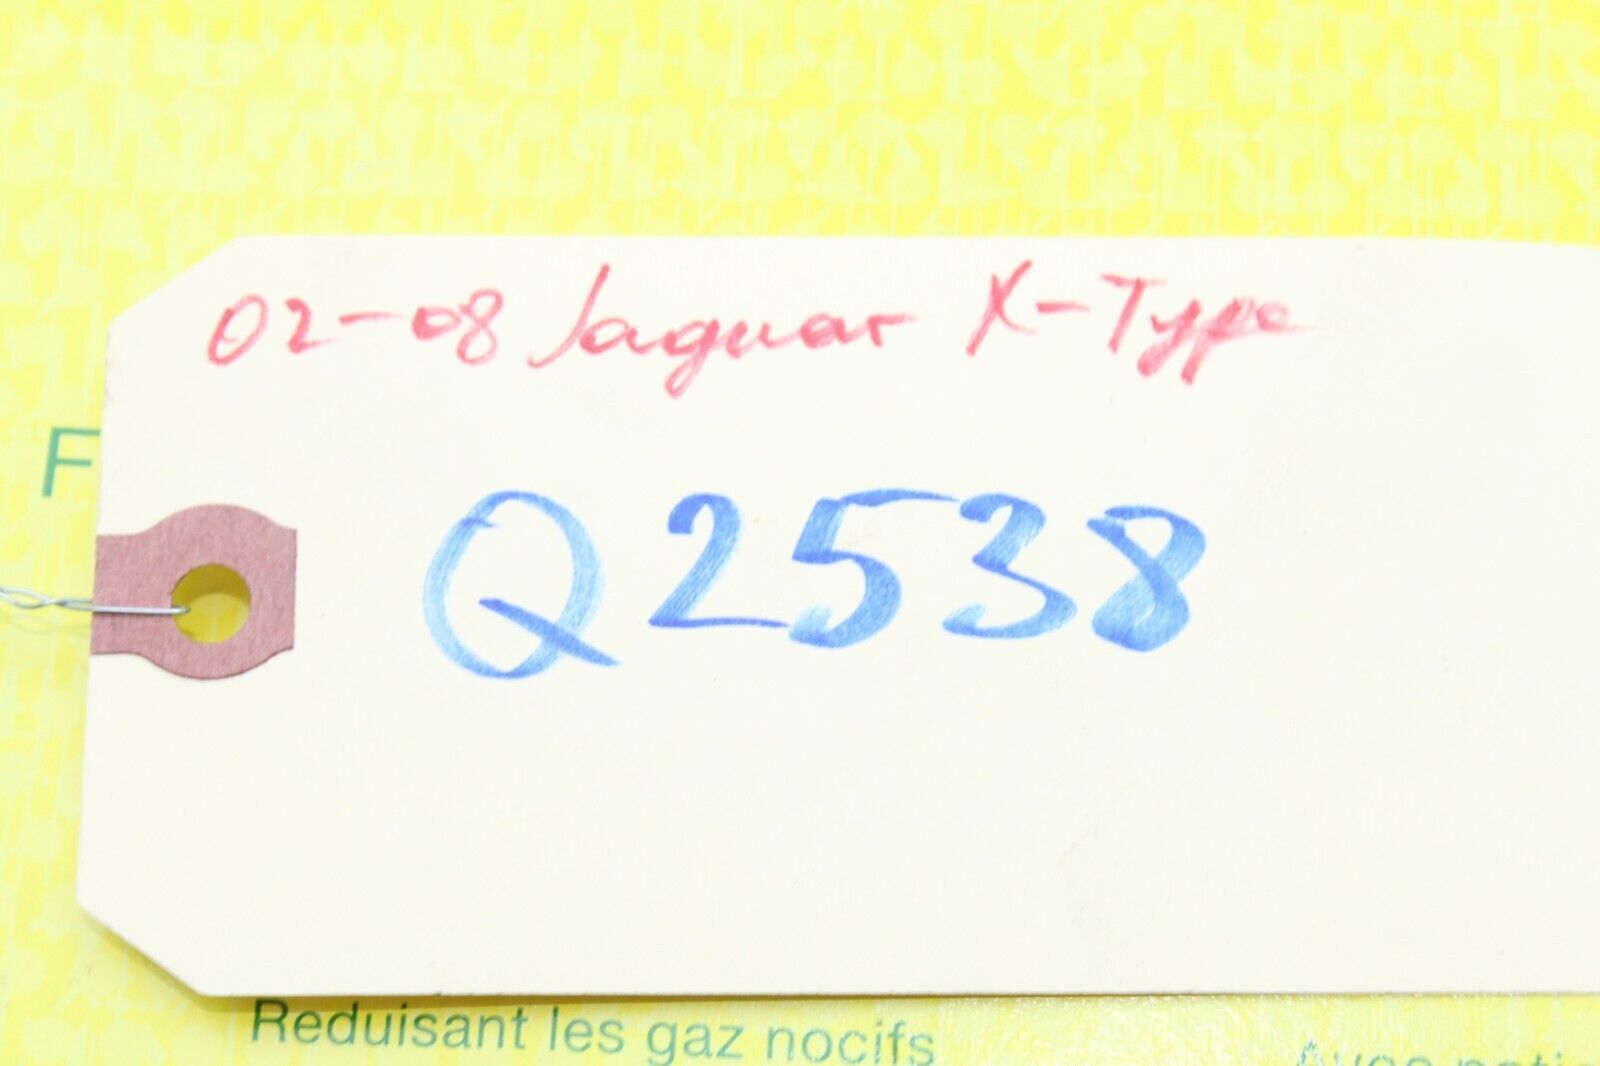 02-08 Jaguar X-Type
F
Q2538
Reduisant les gaz nocifs